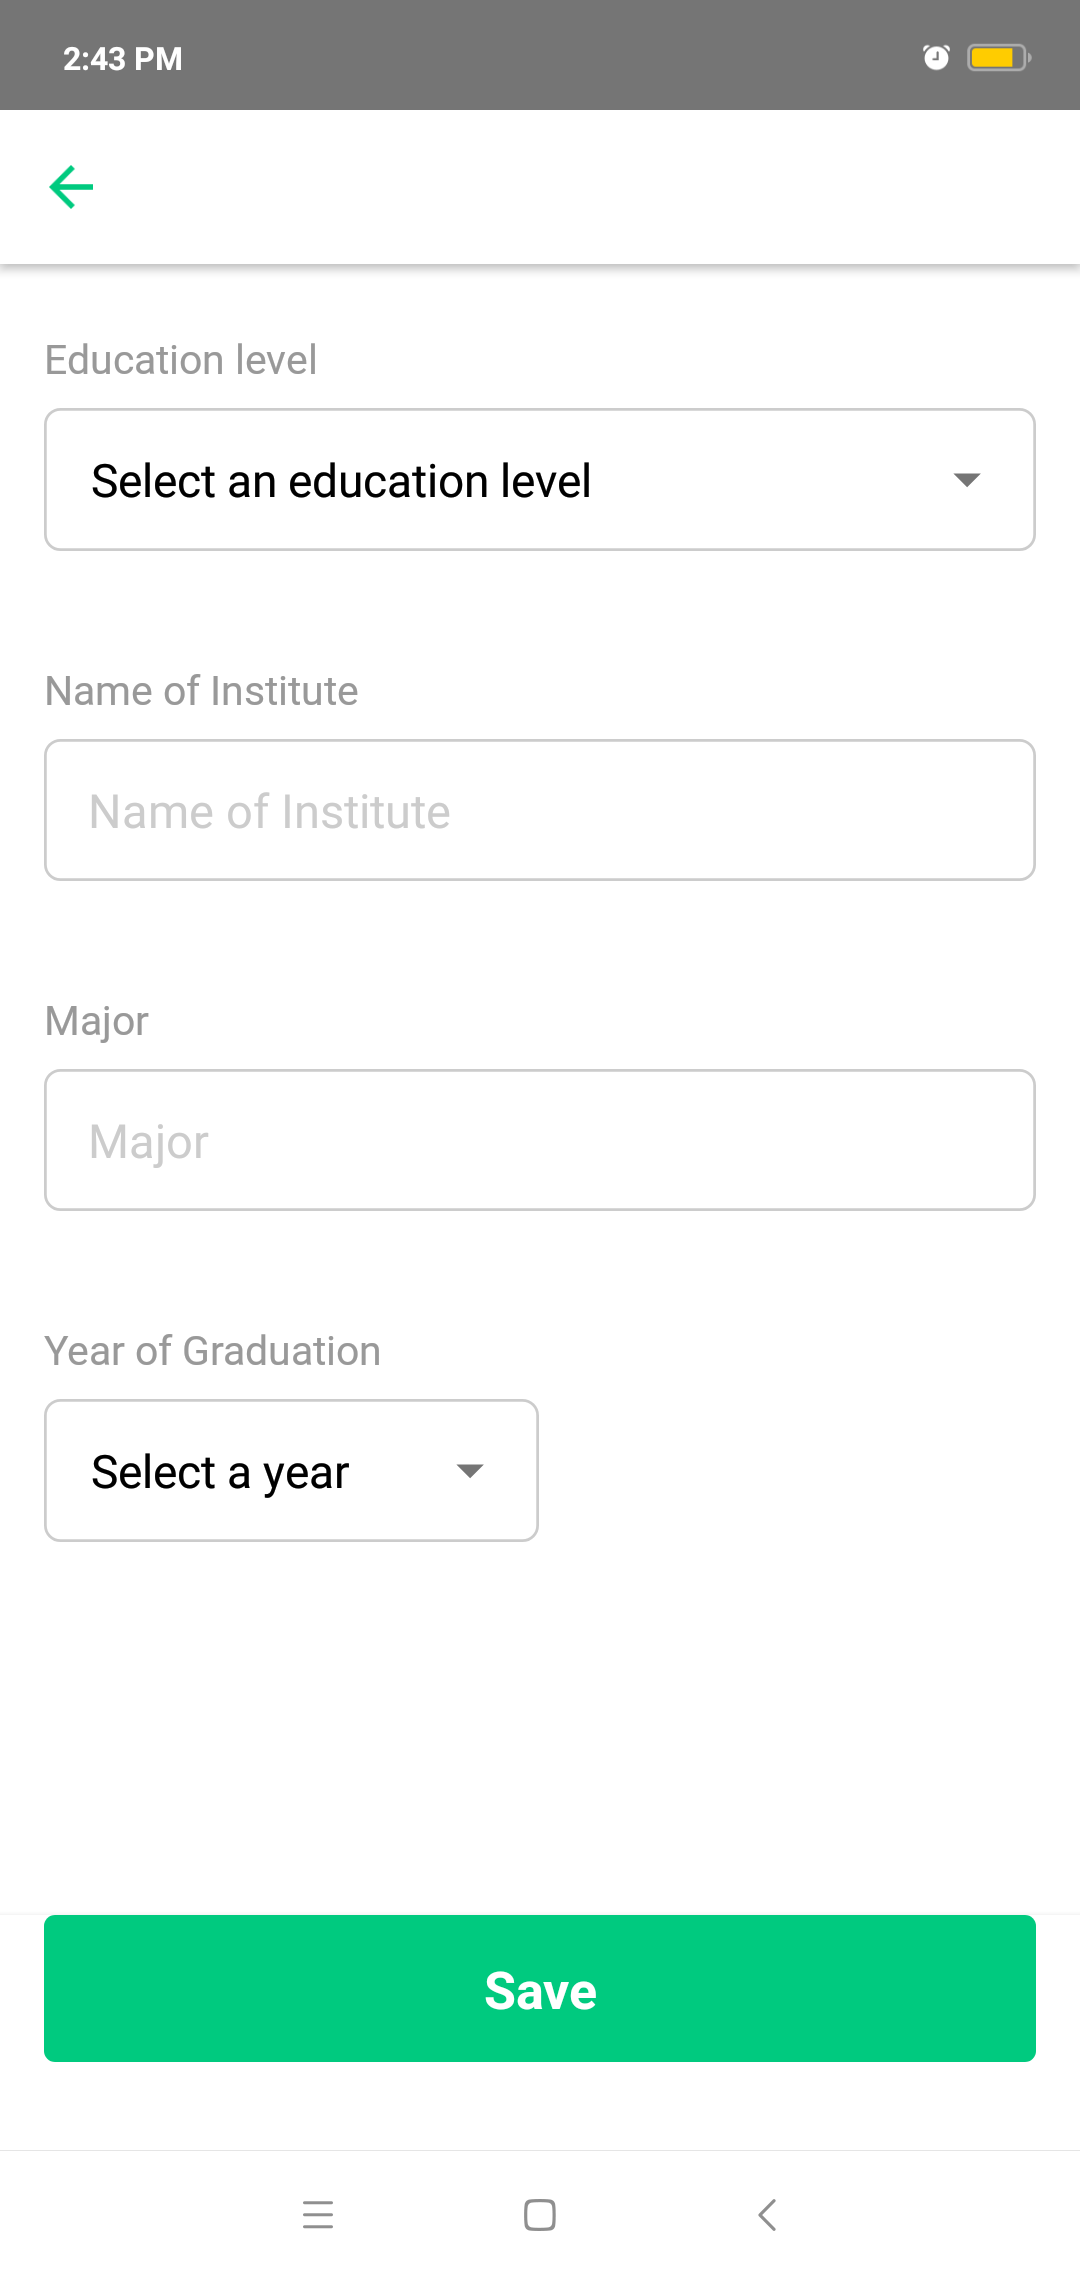 2:43 PM
Education level
Select an education level
Name of Institute
Name of Institute
Major
Major
Year of Graduation
Select a year
Save